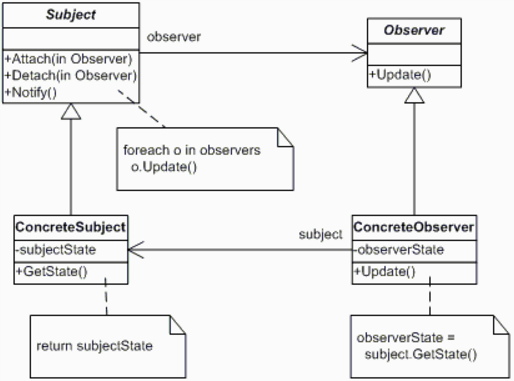 Subject
observer
Observer
+Attach(in Observer)
+Detach(in Observer)
+Notify()
+Update()
foreach o in observers
o.Update()
ConcreteSubject
-subjectState
+GetState()
subject
ConcreteObserver
-observerState
+Update()
return subjectState
observerState =
subject.GetState()